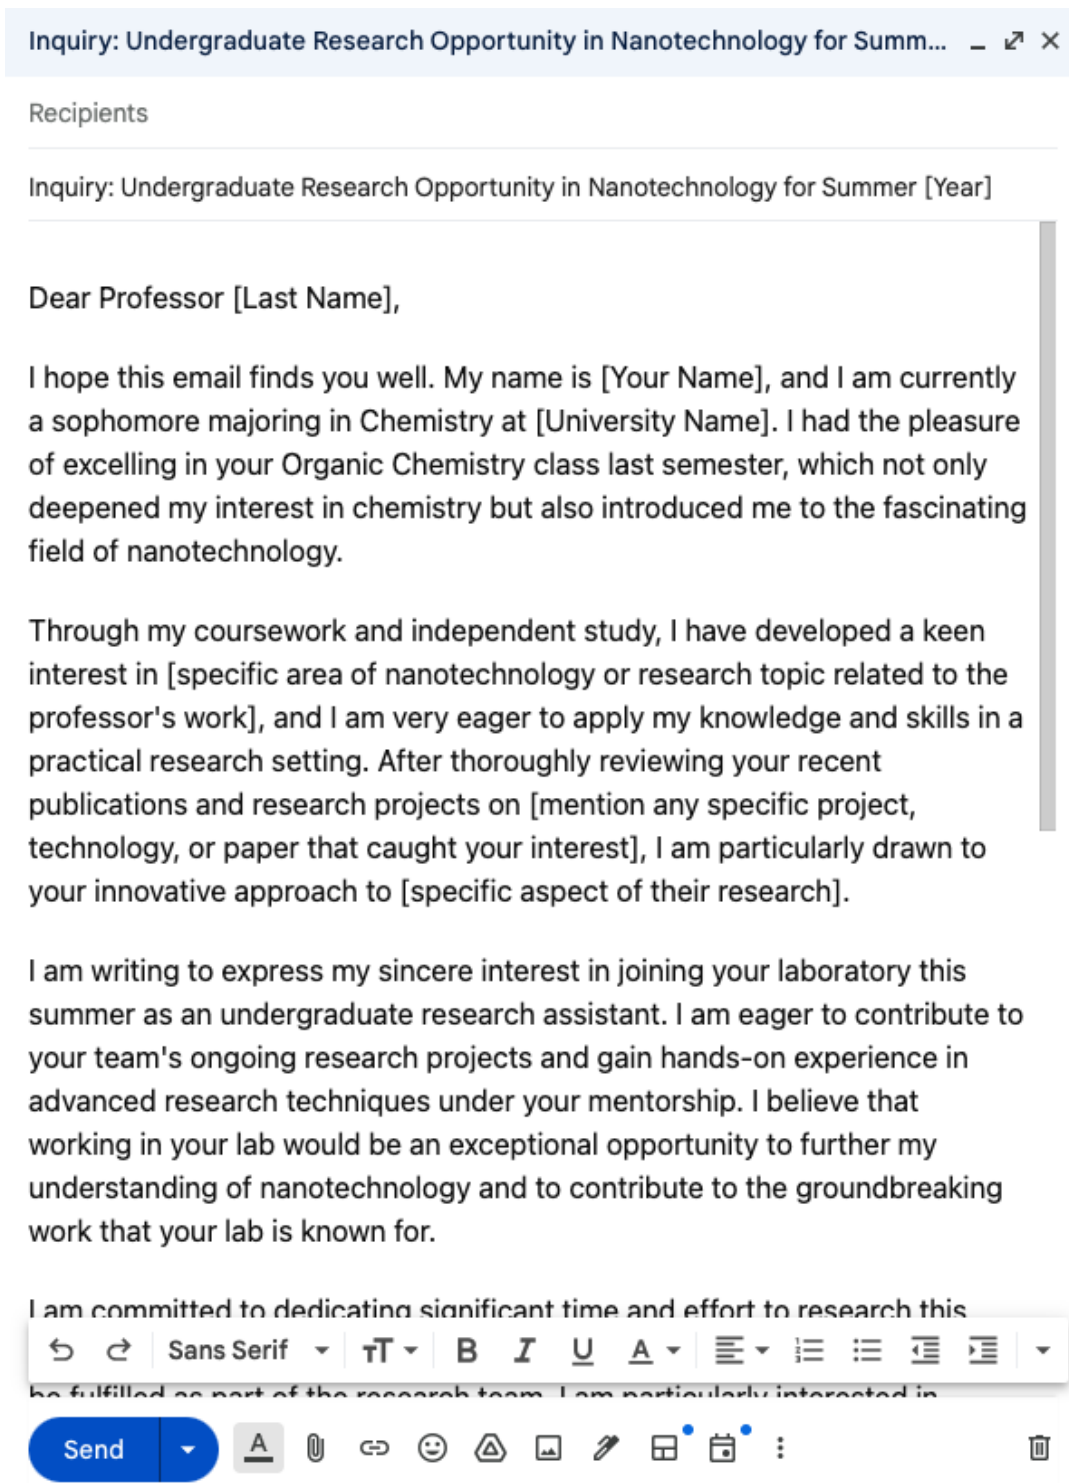 Inquiry: Undergraduate Research Opportunity in Nanotechnology for Summ...
Recipients
Inquiry: Undergraduate Research Opportunity in Nanotechnology for Summer [Year]
Dear Professor [Last Name],
I hope this email finds you well. My name is [Your Name], and I am currently
a sophomore majoring in Chemistry at [University Name]. I had the pleasure
of excelling in your Organic Chemistry class last semester, which not only
deepened my interest in chemistry but also introduced me to the fascinating
field of nanotechnology.
Through my coursework and independent study, I have developed a keen
interest in [specific area of nanotechnology or research topic related to the
professor's work], and I am very eager to apply my knowledge and skills in a
practical research setting. After thoroughly reviewing your recent
publications and research projects on [mention any specific project,
technology, or paper that caught your interest], I am particularly drawn to
your innovative approach to [specific aspect of their research].
I am writing to express my sincere interest in joining your laboratory this
summer as an undergraduate research assistant. I am eager to contribute to
your team's ongoing research projects and gain hands-on experience in
advanced research techniques under your mentorship. I believe that
working in your lab would be an exceptional opportunity to further my
understanding of nanotechnology and to contribute to the groundbreaking
work that your lab is known for.
I am committed to dedicating significant time and effort to research this
Sans Serif
be fulfilled as part of the research team. I am particularly interested in
Send